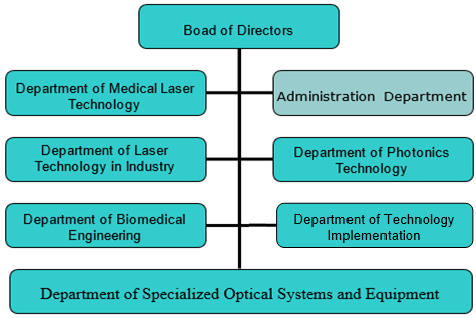 Boad of Directors
Department of Medical Laser
Technology
Administration Department
Department of Laser
Technology in Industry
Department of Photonics
Technology
Department of Biomedical
Engineering
Department of Technology
Implementation
Department of Specialized Optical Systems and Equipment